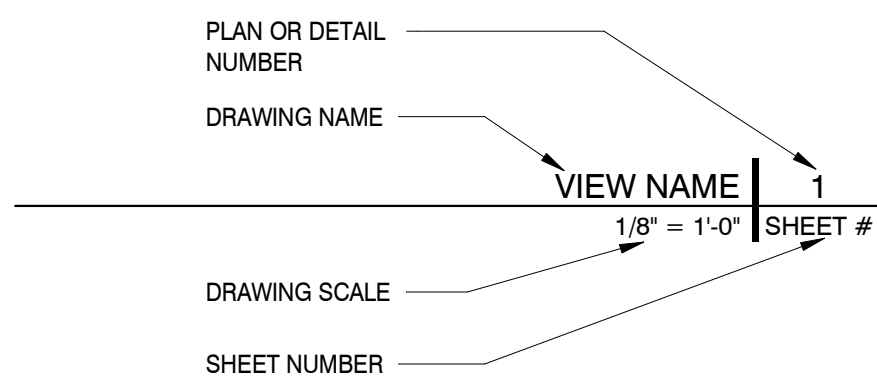 PLAN OR DETAIL
NUMBER
DRAWING NAME
VIEW NAME 1
1/8" = 1'-0" SHEET #
DRAWING SCALE
SHEET NUMBER